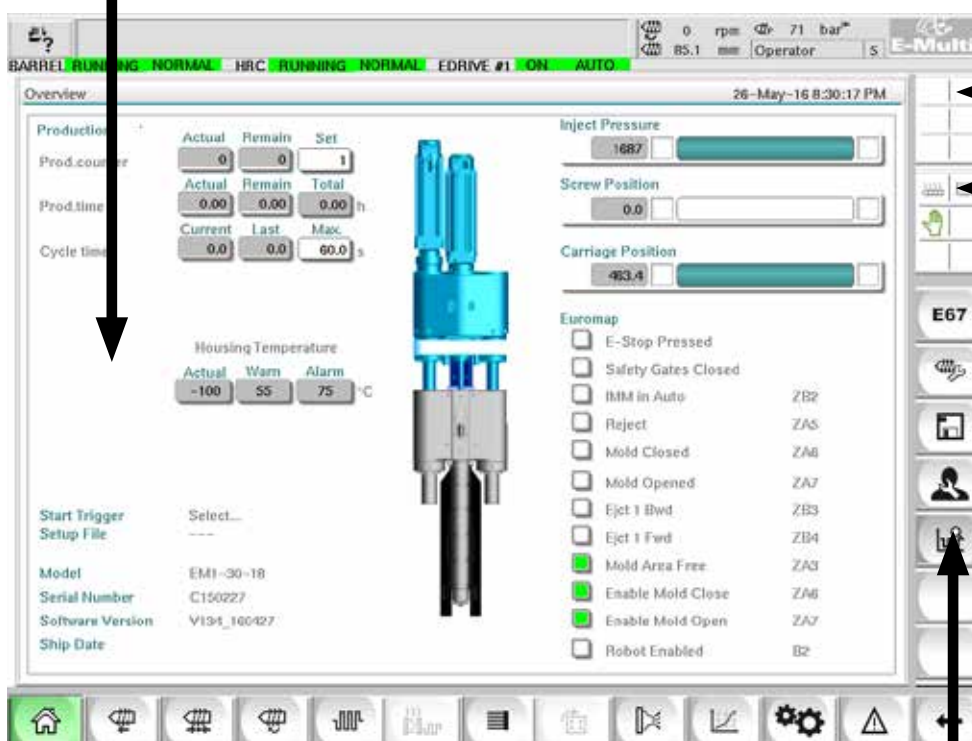 0 rpm 71 bar
85.1 mm Operator S
E-Multi
BARREL RUNNING NORMAL HRC RUNNING NORMAL EDRIVE #1 ON AUTO
Overview 26-May-16 8:30:17 PM
Production
Actual Remain Set
Prod.counter 0 0 1
Actual Remain Total
Prod.time 0.00 0.00 0.00 h
Current Last Max.
Cycle time 0.0 0.0 60.0 s
Housing Temperature
Actual Warn Alarm
-100 55 75 °C
Start Trigger Select...
Setup File ---
Model EM1-30-18
Serial Number C150227
Software Version V134_160427
Ship Date
Inject Pressure
1687
Screw Position
0.0
Carriage Position
463.4
Euromap
E-Stop Pressed
Safety Gates Closed
IMM in Auto ZB2
Reject ZA5
Mold Closed ZA6
Mold Opened ZA7
Ejct 1 Bwd ZB3
Ejct 1 Fwd ZB4
Mold Area Free ZA3
Enable Mold Close ZA6
Enable Mold Open ZA7
Robot Enabled B2
E67